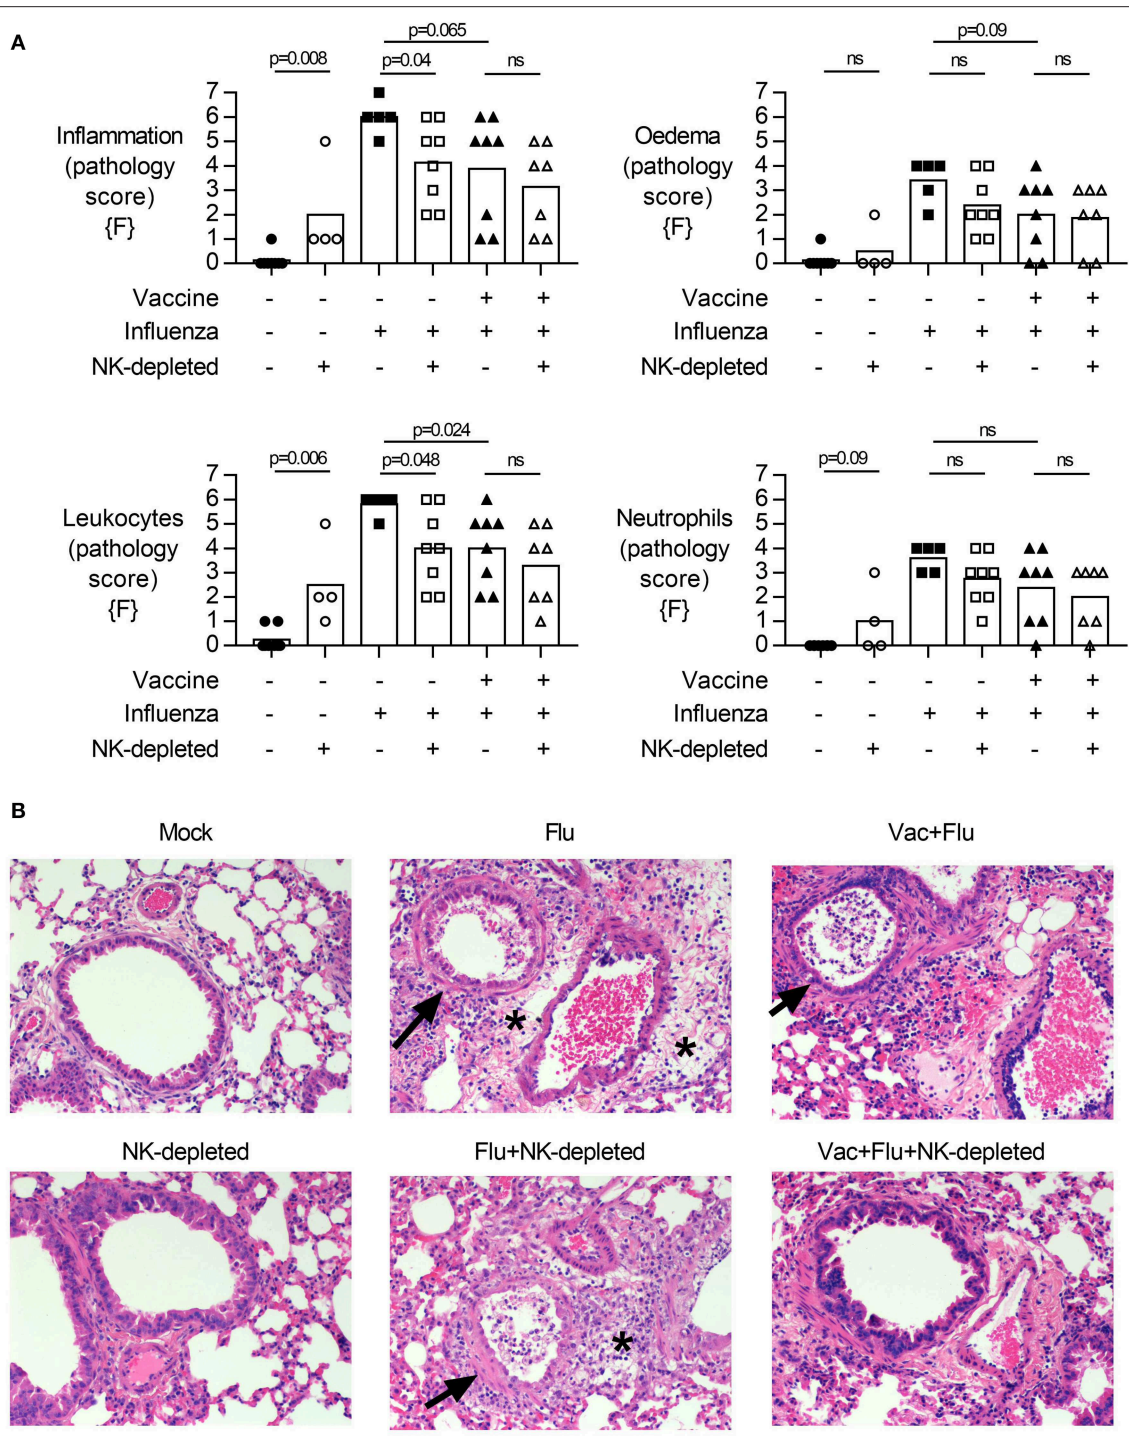 A
p=0.065
p=0.008
p=0.04
ns
Inflammation
(pathology
score)
{F}
7
6
5
4
3
2
1
0
Vaccine - - - - + +
Influenza - - + + + +
NK-depleted - + - + - +
p=0.09
ns
ns
ns
Oedema
(pathology
score)
{F}
7
6
5
4
3
2
1
0
Vaccine - - - - + +
Influenza - - + + + +
NK-depleted - + - + - +
p=0.024
p=0.006
p=0.048
ns
Leukocytes
(pathology
score)
{F}
7
6
5
4
3
2
1
0
Vaccine - - - - + +
Influenza - - + + + +
NK-depleted - + - + - +
ns
p=0.09
ns
ns
Neutrophils
(pathology
score)
{F}
7
6
5
4
3
2
1
0
Vaccine - - - - + +
Influenza - - + + + +
NK-depleted - + - + - +
B
Mock
Flu
Vac+Flu
*
*
NK-depleted
Flu+NK-depleted
Vac+Flu+NK-depleted
*